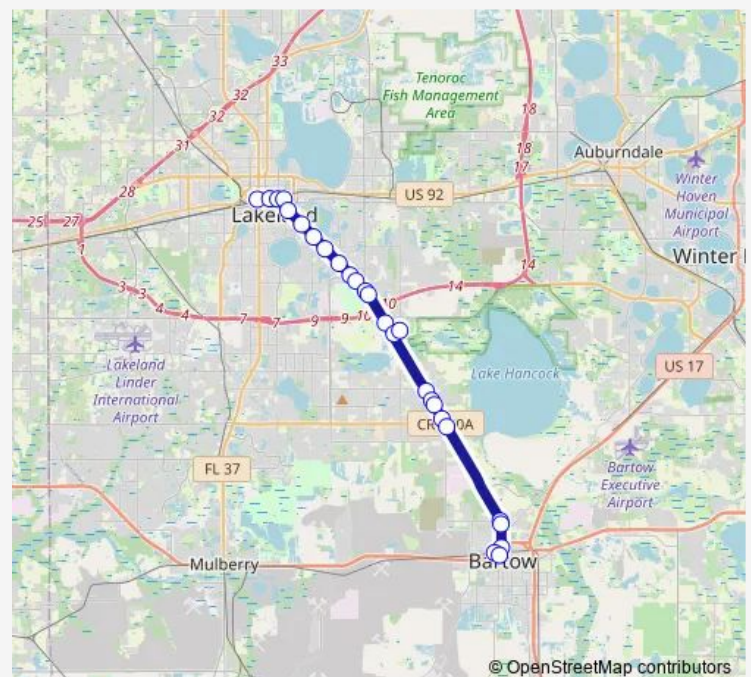 33
32
32
31
28
25
27
Tenoroc
Fish Management
Area
18
18
17
Auburndale
US 92
Winter
Haven
Municipal
Airport
Lakeland
1
3
3
4
4
7
7
9
9
10
10
14
14
Winter
Lakeland
Linder
International
Airport
Lake Hancock
US 17
FL 37
Bartow
Executive
Airport
Mulberry
Bartow
© OpenStreetMap contributors